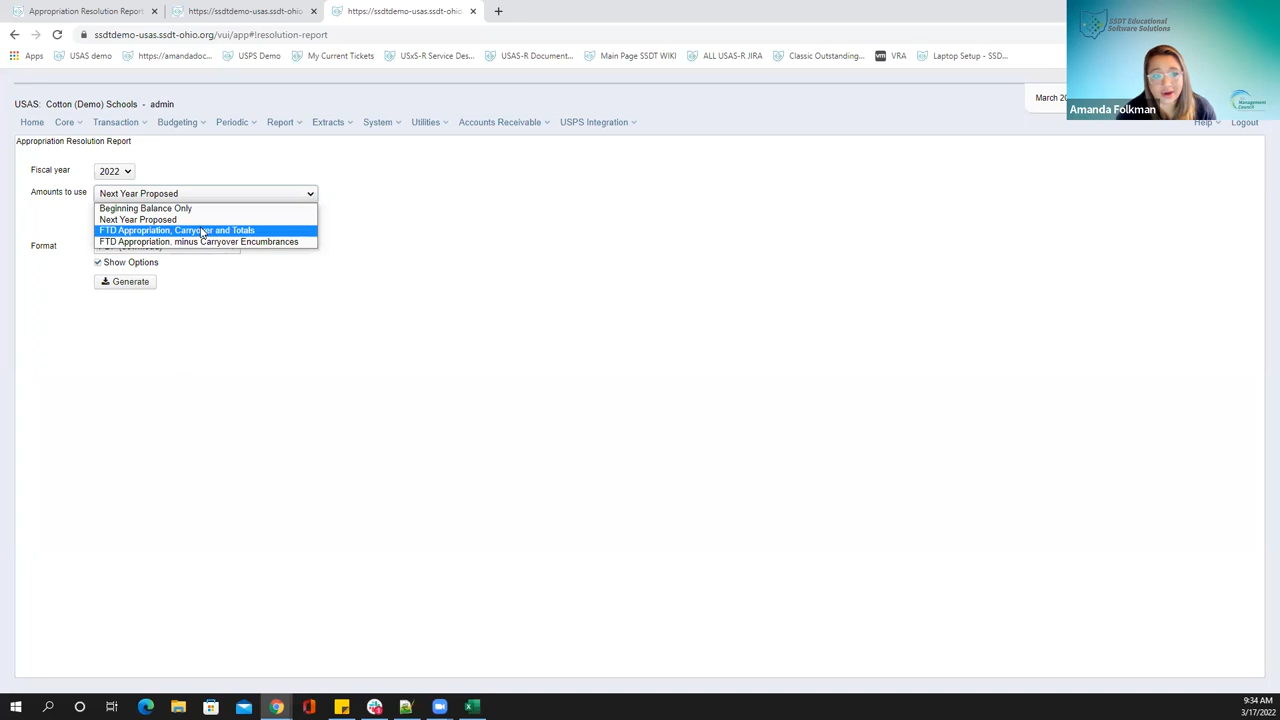 Appropriation Resolution Report
https://ssdtdemo-usas.ssdt-ohio
https://ssdtdemo-usas.ssdt-ohio
ssdtdemo-usas.ssdt-ohio.org/vui/app#!resolution-report
Apps
USAS demo
https://amandadoc...
USPS Demo
My Current Tickets
USxS-R Service Des...
USAS-R Document...
Main Page SSDT WIKI
ALL USAS-R JIRA
Classic Outstanding...
VRA
Laptop Setup - SSD...
SSDT Educational
Software Solutions
Management
Council
Amanda Folkman
USAS: Cotton (Demo) Schools - admin
March 20
Home
Core
Transaction
Budgeting
Periodic
Report
Extracts
System
Utilities
Accounts Receivable
USPS Integration
Help
Logout
Appropriation Resolution Report
Fiscal year
2022
Amounts to use
Next Year Proposed
Beginning Balance Only
Next Year Proposed
FTD Appropriation, Carryover and Totals
FTD Appropriation, minus Carryover Encumbrances
Format
Show Options
Generate
9:34 AM
3/17/2022